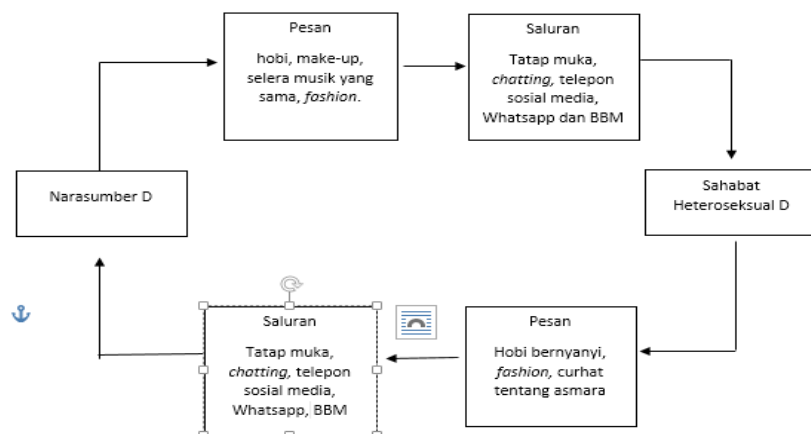 Pesan
hobi, make-up,
selera musik yang
sama, fashion.
Saluran
Tatap muka,
chatting, telepon
sosial media,
Whatsapp dan BBM
Narasumber D
Sahabat
Heteroseksual D
Saluran
Tatap muka,
chatting, telepon
sosial media,
Whatsapp, BBM
Pesan
Hobi bernyanyi,
fashion, curhat
tentang asmara